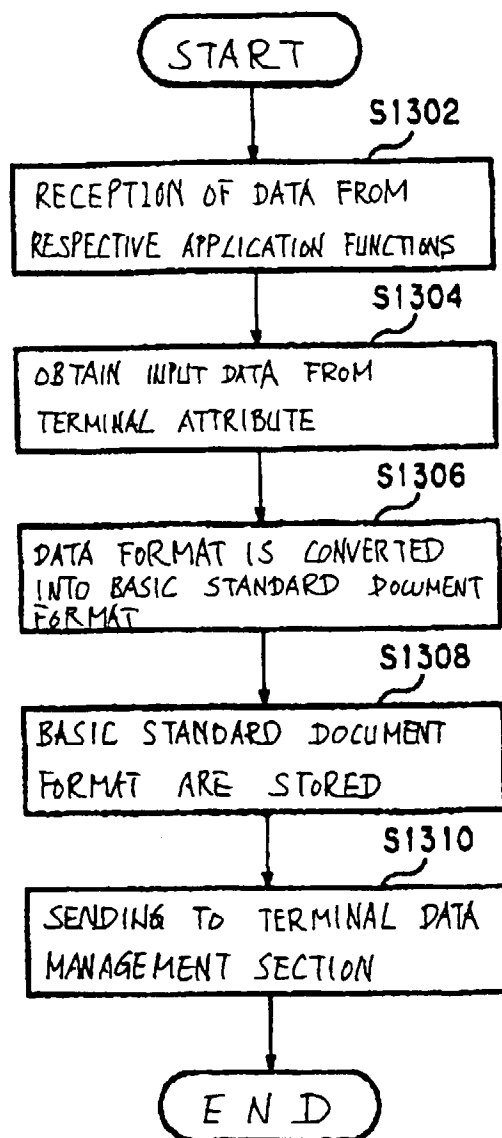 START
S1302
RECEPTION OF DATA FROM
RESPECTIVE APPLICATION FUNCTIONS
S1304
OBTAIN INPUT DATA FROM
TERMINAL ATTRIBUTE
S1306
DATA FORMAT IS CONVERTED
INTO BASIC STANDARD DOCUMENT
FORMAT
S1308
BASIC STANDARD DOCUMENT
FORMAT ARE STORED
S1310
SENDING TO TERMINAL DATA
MANAGEMENT SECTION
END